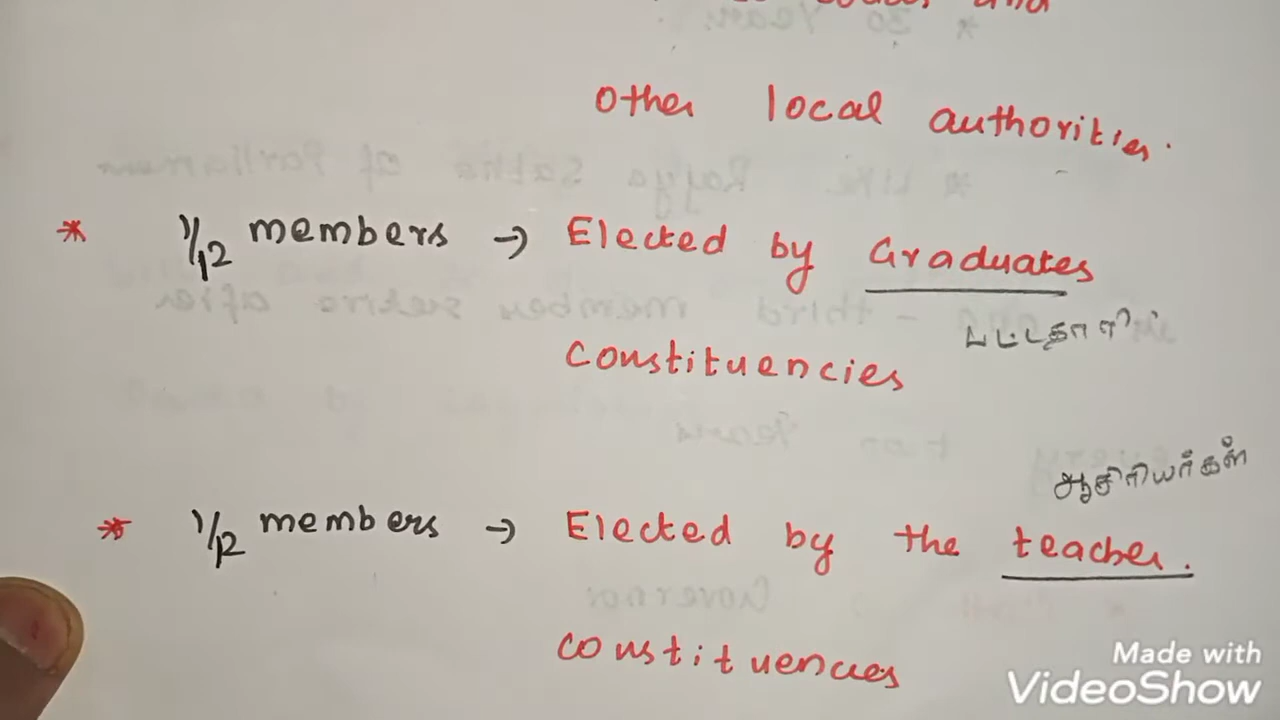 other local authorities.
* 1/12 members → Elected by Graduates
பட்டதாரி
constituencies
ஆசிரியர்கள்
* 1/12 members → Elected by the teacher.
constituences
Made with
VideoShow